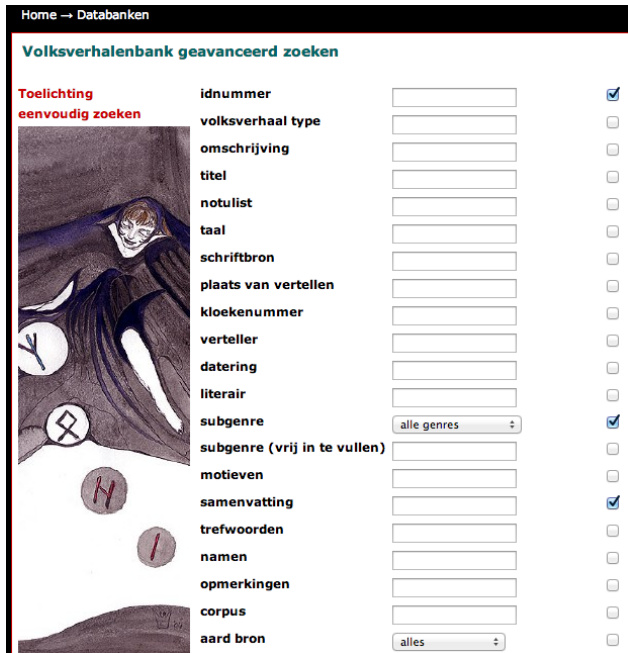 Home → Databanken
Volksverhalenbank geavanceerd zoeken
Toelichting
eenvoudig zoeken
idnummer
volksverhaal type
omschrijving
titel
notulist
taal
schriftbron
plaats van vertellen
kloekenummer
verteller
datering
literair
subgenre alle genres
subgenre (vrij in te vullen)
motieven
samenvatting
trefwoorden
namen
opmerkingen
corpus
aard bron alles